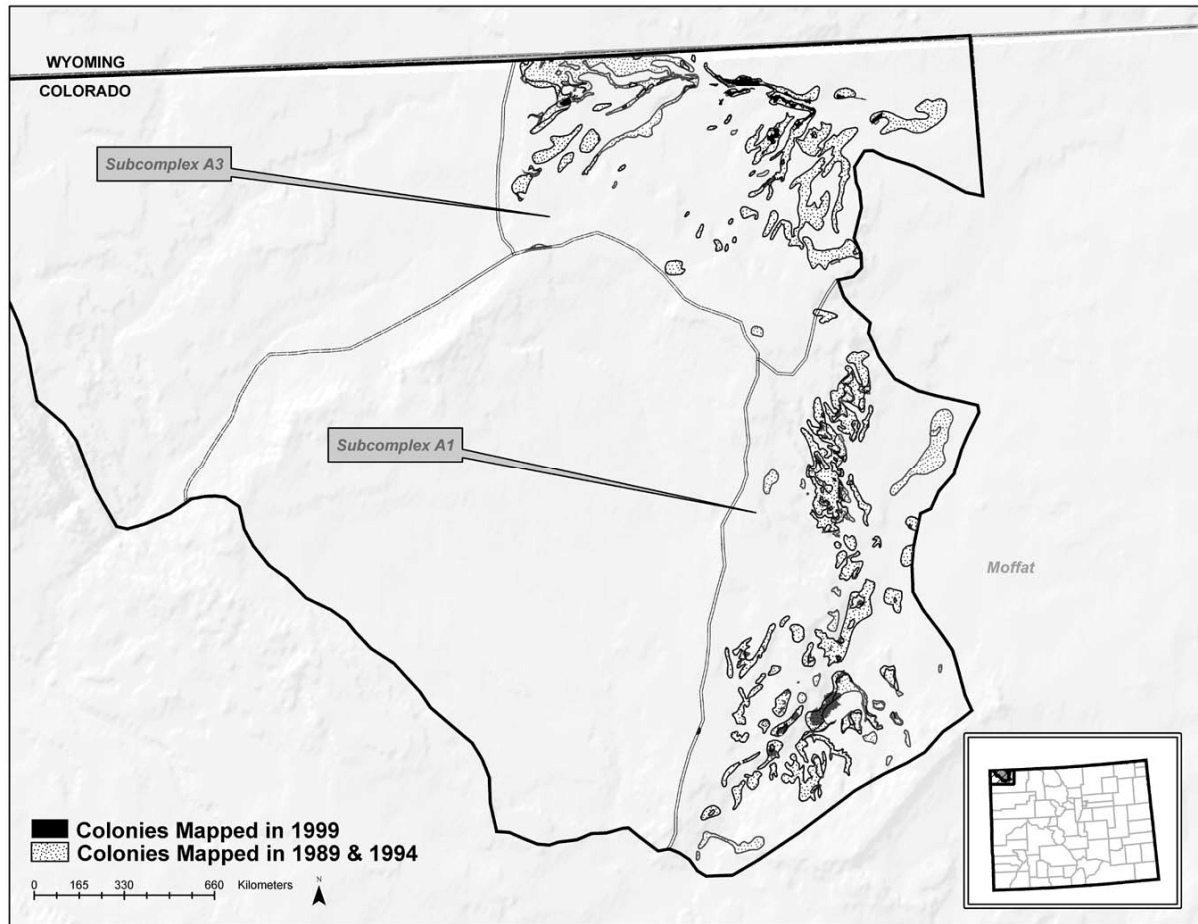 WYOMING
COLORADO
Subcomplex A3
Subcomplex A1
Moffat
Colonies Mapped in 1999
Colonies Mapped in 1989 & 1994
0 165 330 660 Kilometers
N